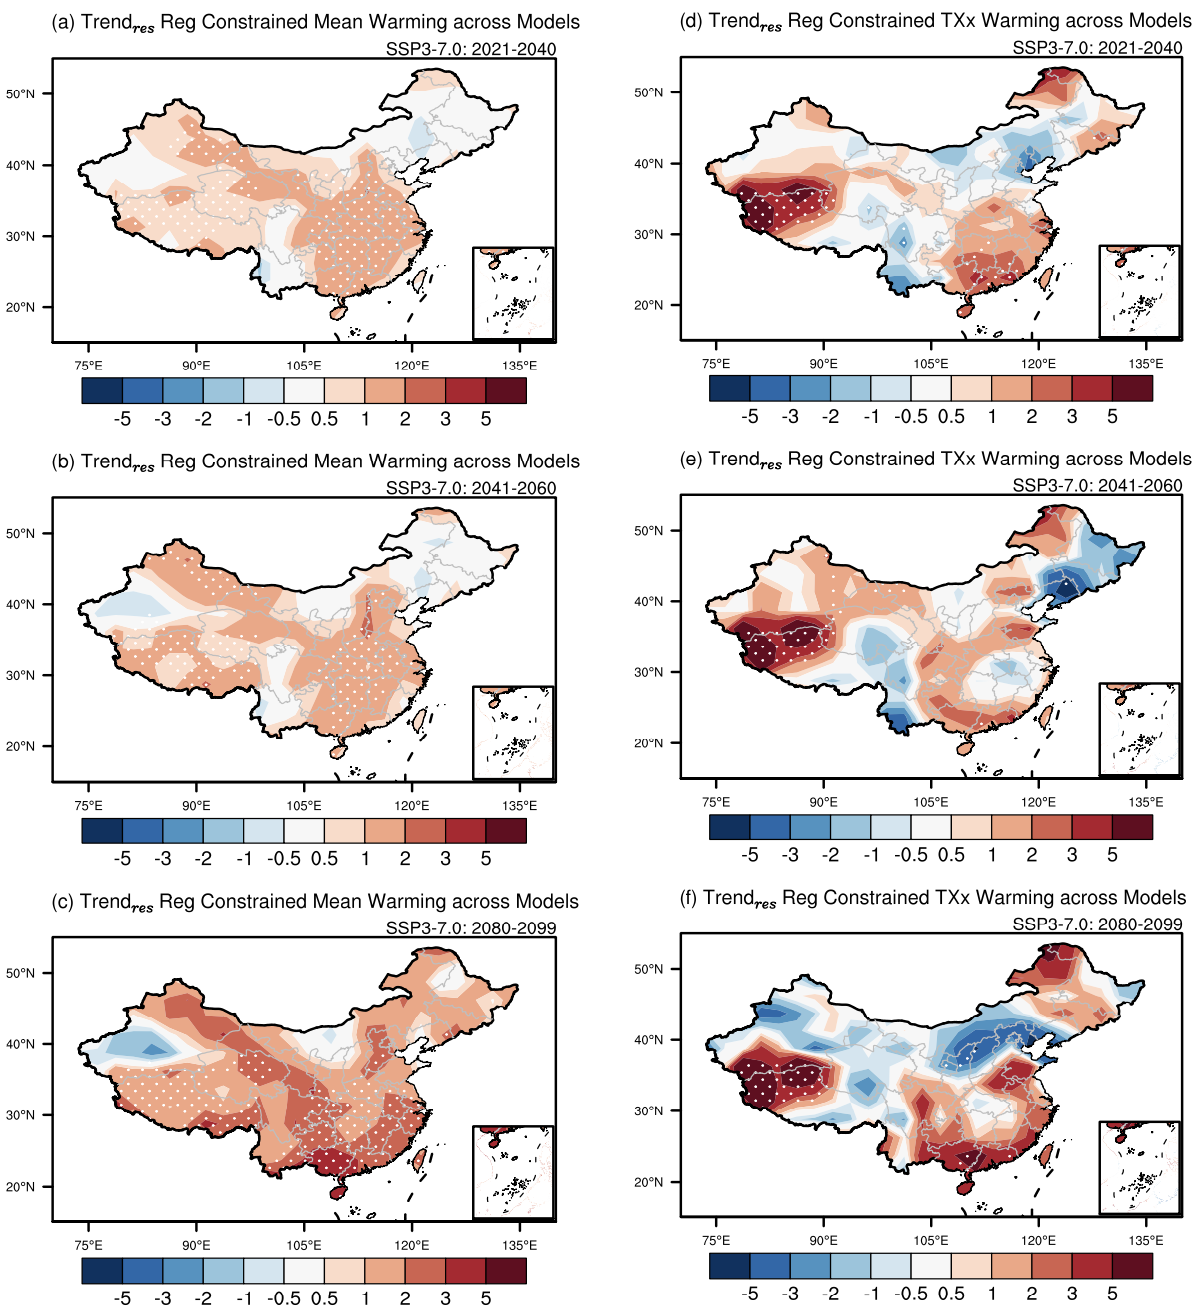 (a) Trendres Reg Constrained Mean Warming across Models
SSP3-7.0: 2021-2040
50°N
40°N
30°N
20°N
75°E 90°E 105°E 120°E 135°E
-5 -3 -2 -1 -0.5 0.5 1 2 3 5
(d) Trendres Reg Constrained TXx Warming across Models
SSP3-7.0: 2021-2040
50°N
40°N
30°N
20°N
75°E 90°E 105°E 120°E 135°E
-5 -3 -2 -1 -0.5 0.5 1 2 3 5
(b) Trendres Reg Constrained Mean Warming across Models
SSP3-7.0: 2041-2060
50°N
40°N
30°N
20°N
75°E 90°E 105°E 120°E 135°E
-5 -3 -2 -1 -0.5 0.5 1 2 3 5
(e) Trendres Reg Constrained TXx Warming across Models
SSP3-7.0: 2041-2060
50°N
40°N
30°N
20°N
75°E 90°E 105°E 120°E 135°E
-5 -3 -2 -1 -0.5 0.5 1 2 3 5
(c) Trendres Reg Constrained Mean Warming across Models
SSP3-7.0: 2080-2099
50°N
40°N
30°N
20°N
75°E 90°E 105°E 120°E 135°E
-5 -3 -2 -1 -0.5 0.5 1 2 3 5
(f) Trendres Reg Constrained TXx Warming across Models
SSP3-7.0: 2080-2099
50°N
40°N
30°N
20°N
75°E 90°E 105°E 120°E 135°E
-5 -3 -2 -1 -0.5 0.5 1 2 3 5